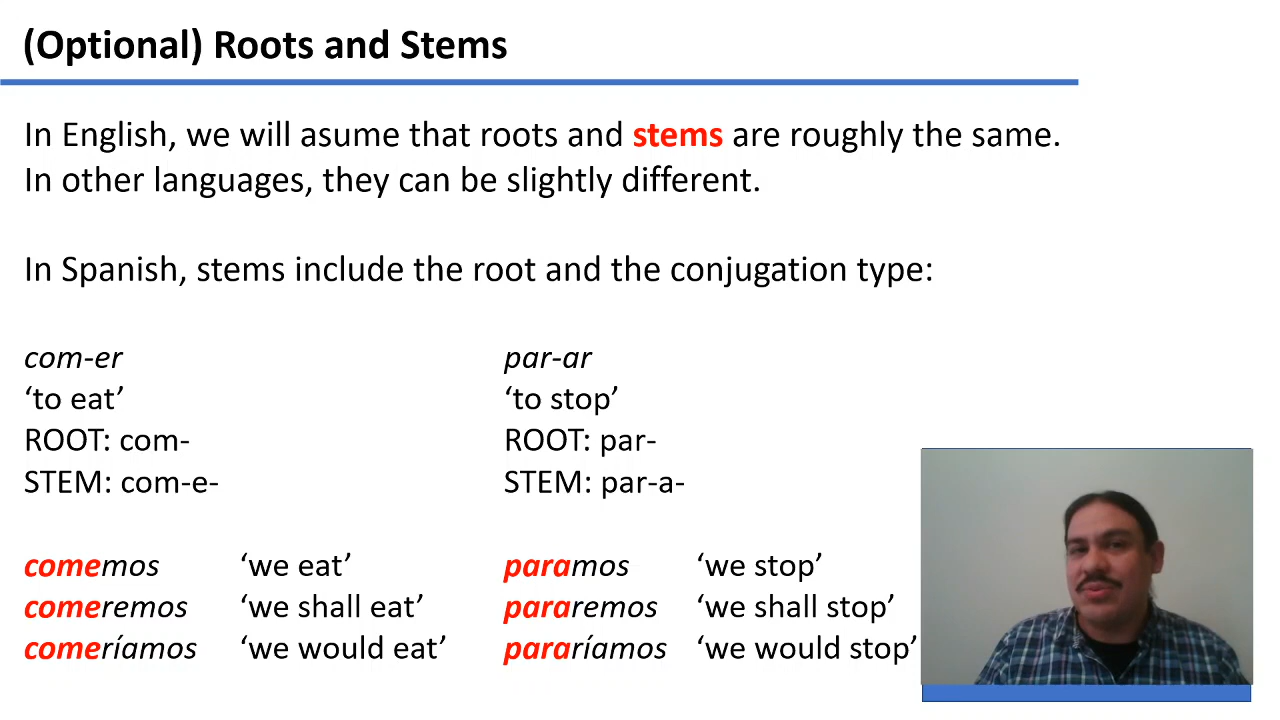 (Optional) Roots and Stems
In English, we will asume that roots and stems are roughly the same.
In other languages, they can be slightly different.
In Spanish, stems include the root and the conjugation type:
com-er
‘to eat’
ROOT: com-
STEM: com-e-
comemos ‘we eat’
comeremos ‘we shall eat’
comeríamos ‘we would eat’
par-ar
‘to stop’
ROOT: par-
STEM: par-a-
paramos ‘we stop’
pararemos ‘we shall stop’
pararíamos ‘we would stop’